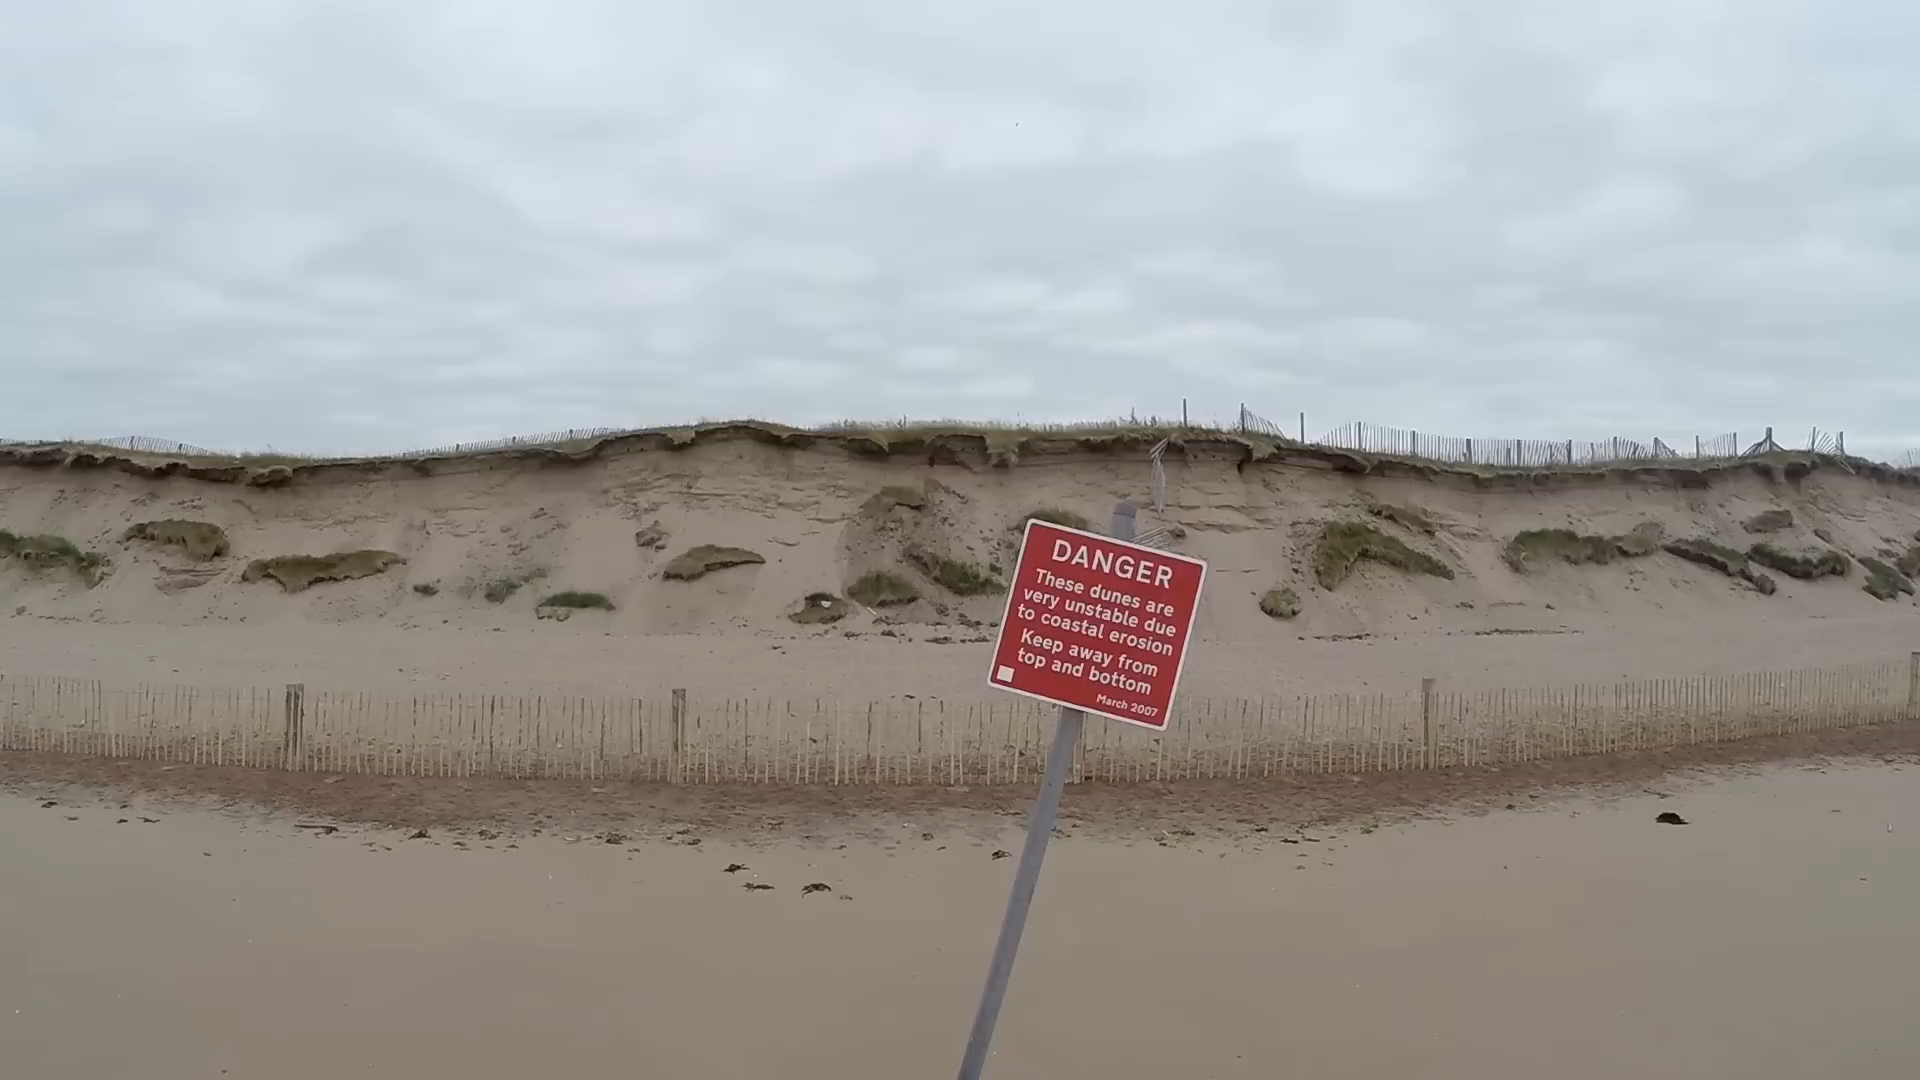 DANGER
These dunes are
very unstable due
to coastal erosion
Keep away from
top and bottom
March 2007